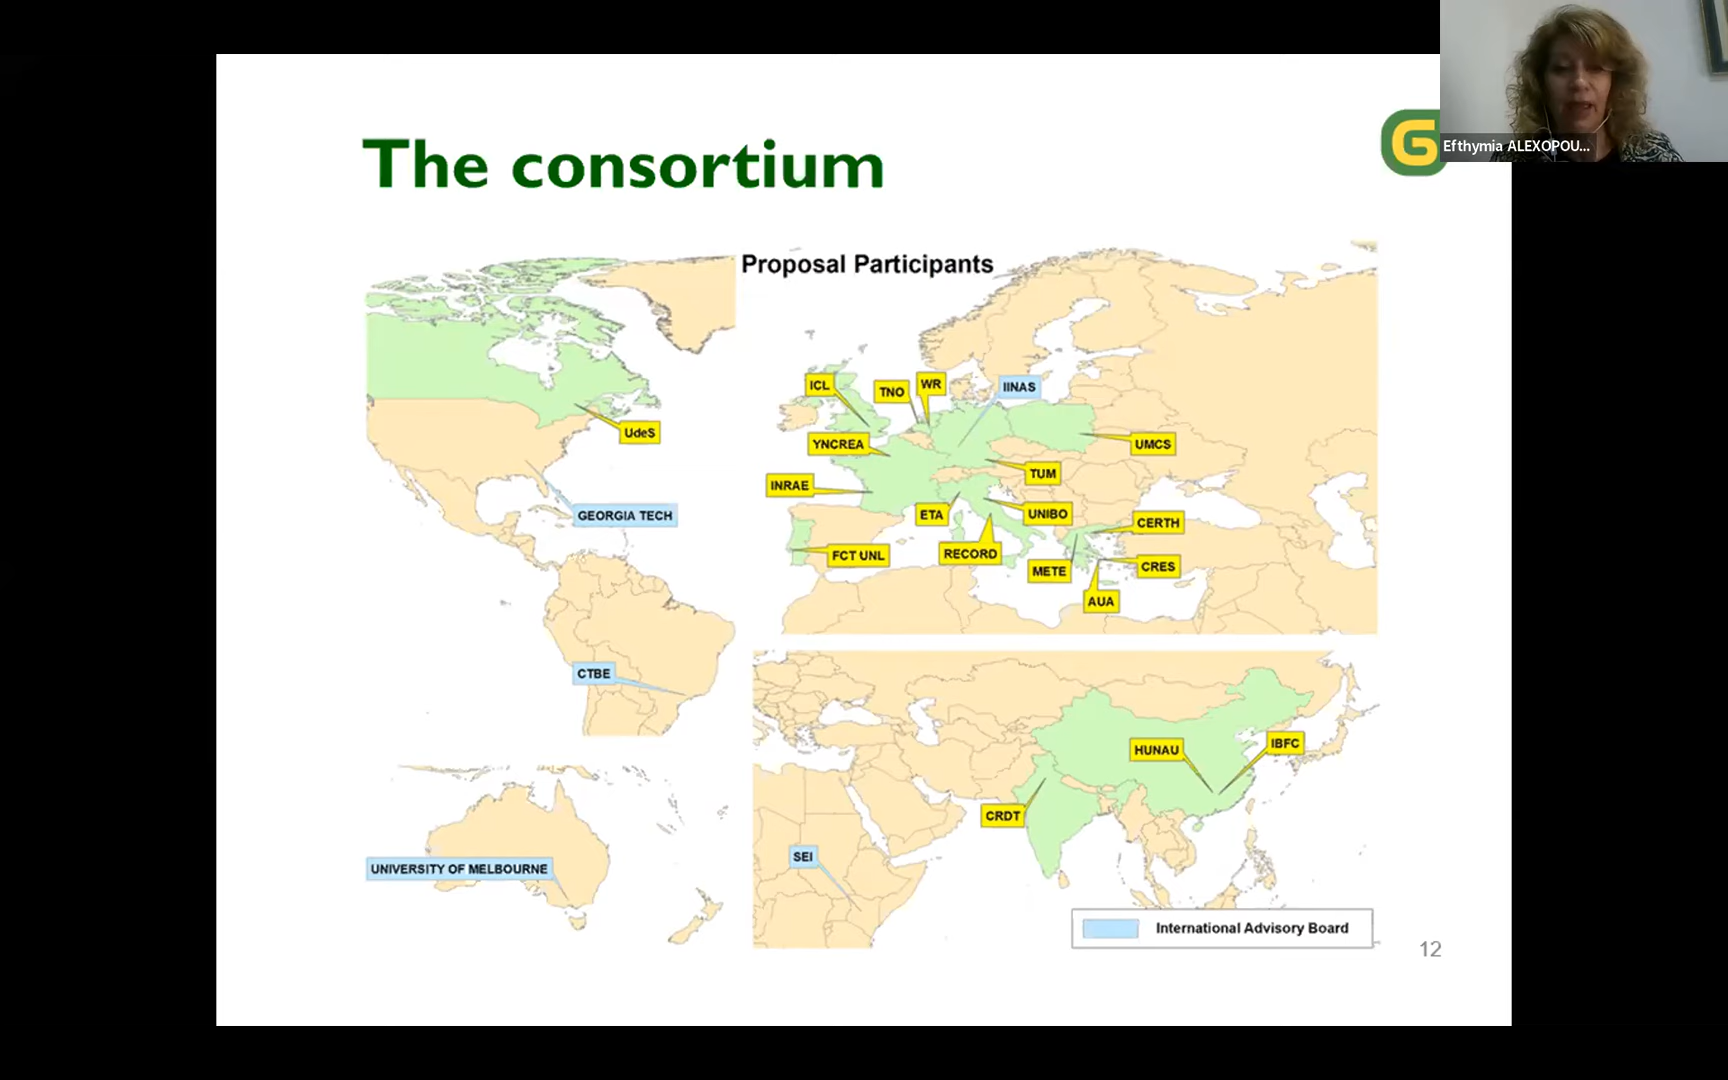 Efthymia ALEXOPOU...
G
The consortium
Proposal Participants
ICL
TNO
WR
IINAS
UdeS
YNCREA
UMCS
TUM
INRAE
GEORGIA TECH
ETA
UNIBO
CERTH
FCT UNL
RECORD
METE
CRES
AUA
CTBE
HUNAU
IBFC
CRDT
SEI
UNIVERSITY OF MELBOURNE
International Advisory Board
12